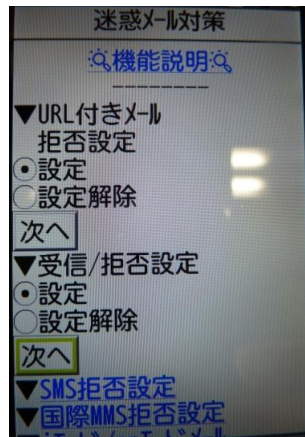 迷惑ﾒｰﾙ対策
機能説明
--------
▼URL付きﾒｰﾙ
拒否設定
設定
設定解除
次へ
▼受信/拒否設定
設定
設定解除
次へ
▼SMS拒否設定
▼国際MMS拒否設定